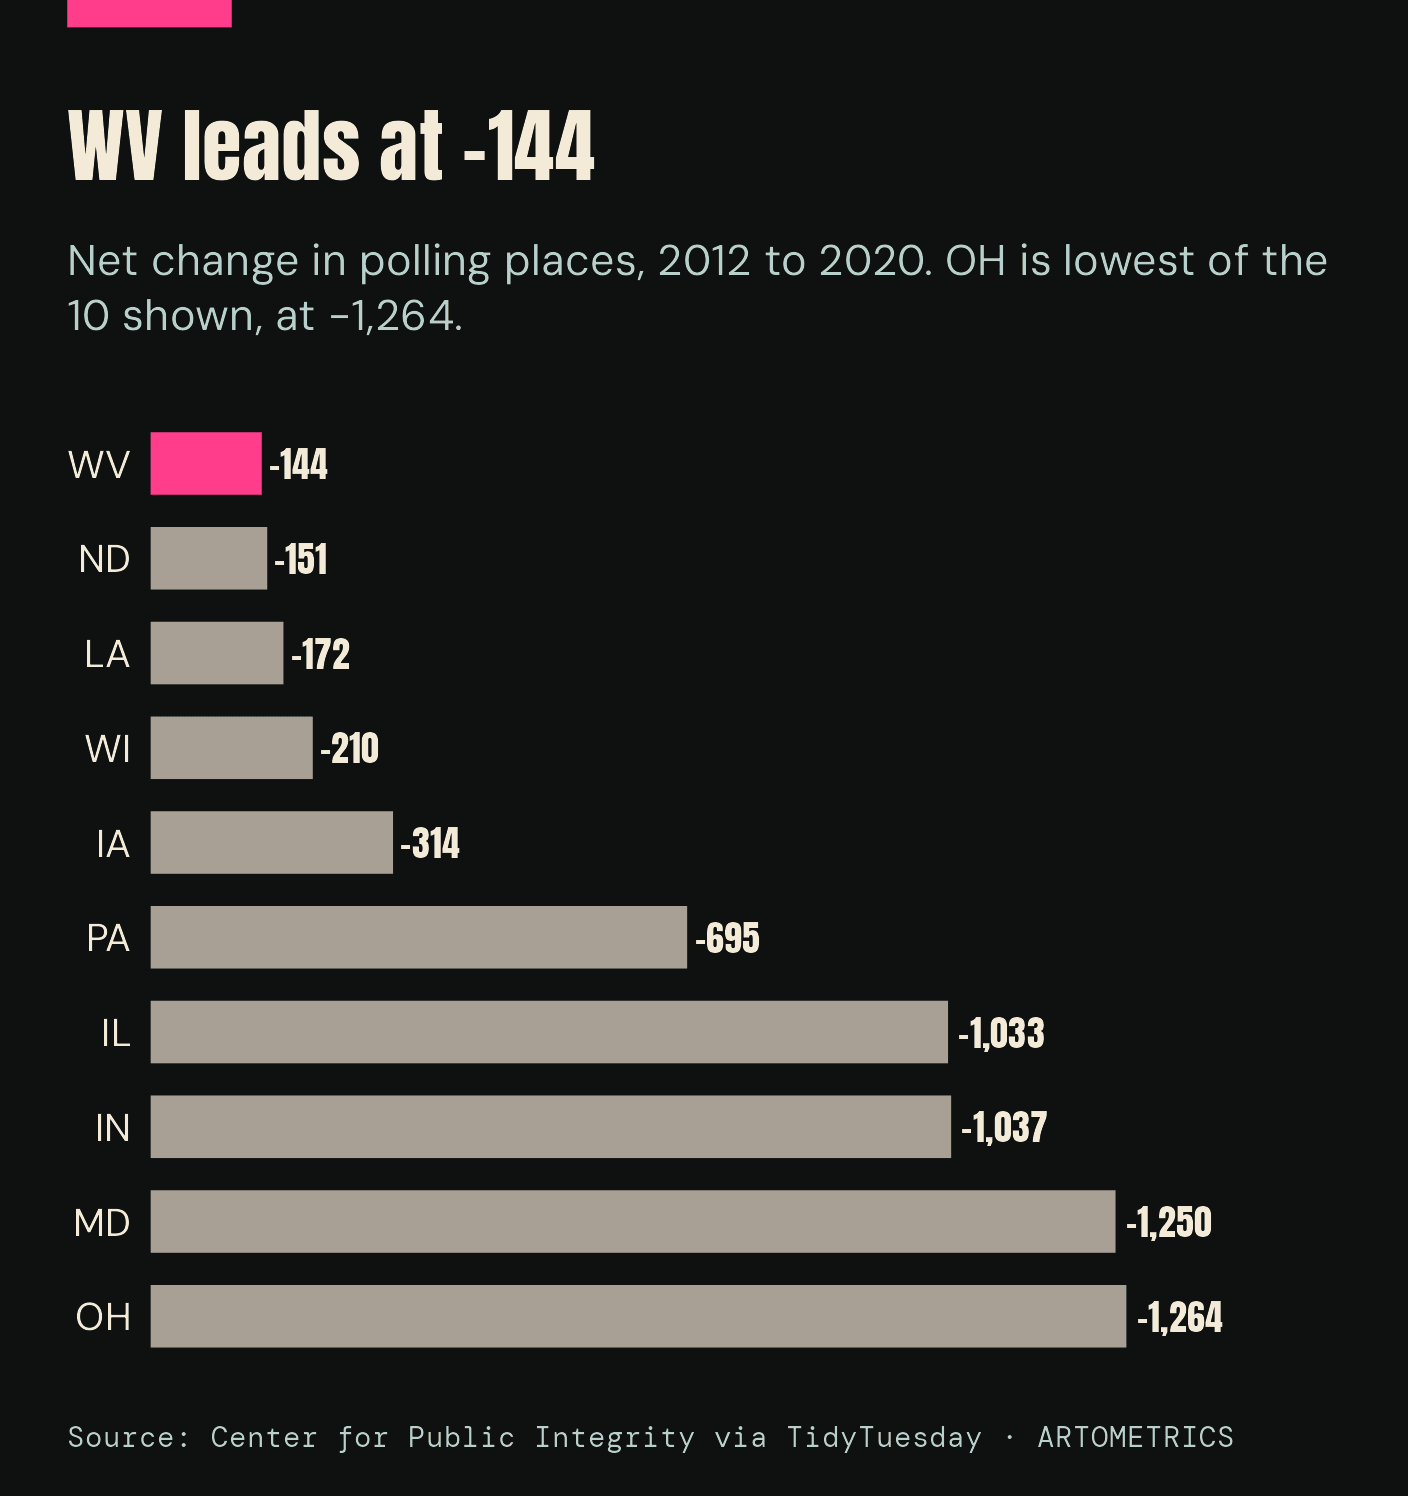 WV leads at -144
Net change in polling places, 2012 to 2020. OH is lowest of the
10 shown, at −1,264.
WV -144
ND -151
LA -172
WI -210
IA -314
PA -695
IL -1,033
IN -1,037
MD -1,250
OH -1,264
Source: Center for Public Integrity via TidyTuesday · ARTOMETRICS